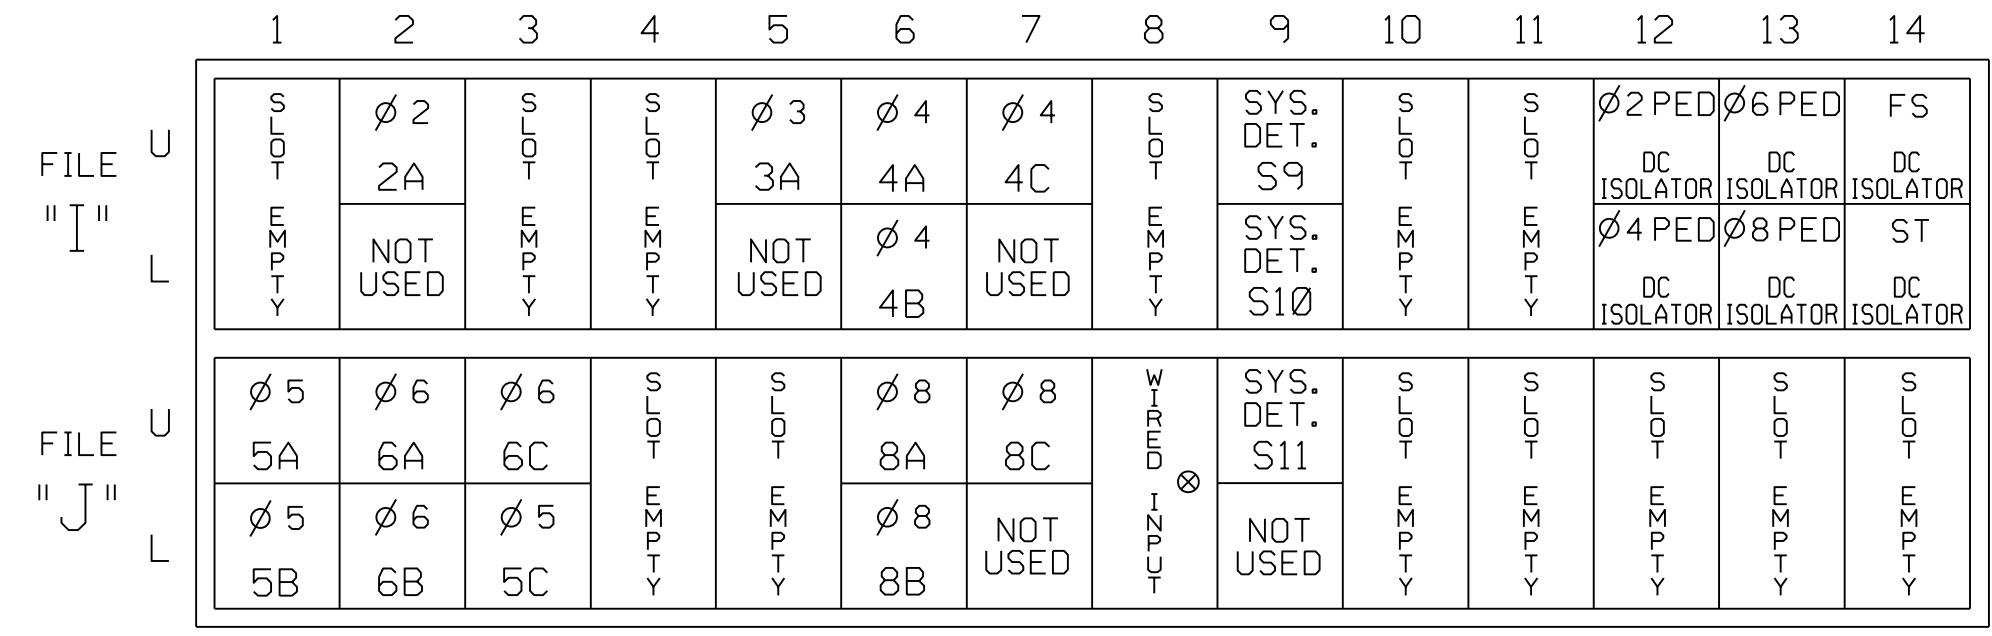 1 2 3 4 5 6 7 8 9 10 11 12 13 14
FILE
"I"
U
L
SLOT EMPTY
Ø 2
2A
NOT
USED
SLOT EMPTY
SLOT EMPTY
Ø 3
3A
NOT
USED
Ø 4
4A
Ø 4
4B
Ø 4
4C
NOT
USED
SLOT EMPTY
SYS.
DET.
S9
SYS.
DET.
S10
SLOT EMPTY
SLOT EMPTY
Ø2 PED
DC
ISOLATOR
Ø4 PED
DC
ISOLATOR
Ø6 PED
DC
ISOLATOR
Ø8 PED
DC
ISOLATOR
FS
DC
ISOLATOR
ST
DC
ISOLATOR
FILE
"J"
U
L
Ø 5
5A
Ø 5
5B
Ø 6
6A
Ø 6
6B
Ø 6
6C
Ø 5
5C
SLOT EMPTY
SLOT EMPTY
Ø 8
8A
Ø 8
8B
Ø 8
8C
NOT
USED
WIRED INPUT
⊗
SYS.
DET.
S11
NOT
USED
SLOT EMPTY
SLOT EMPTY
SLOT EMPTY
SLOT EMPTY
SLOT EMPTY